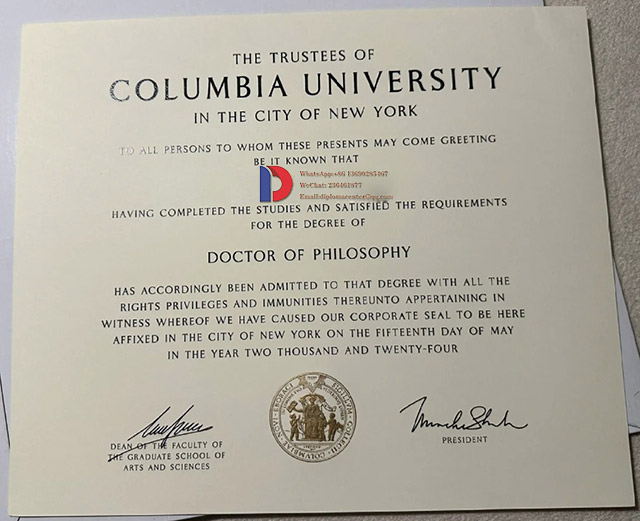 THE TRUSTEES OF
COLUMBIA UNIVERSITY
IN THE CITY OF NEW YORK
TO ALL PERSONS TO WHOM THESE PRESENTS MAY COME GREETING
BE IT KNOWN THAT
D
WhatsApp:+86 13690285407
WeChat: 236461877
HAVING COMPLETED THE STUDIES AND SATISFIED THE REQUIREMENTS
FOR THE DEGREE OF
DOCTOR OF PHILOSOPHY
HAS ACCORDINGLY BEEN ADMITTED TO THAT DEGREE WITH ALL THE
RIGHTS PRIVILEGES AND IMMUNITIES THEREUNTO APPERTAINING IN
WITNESS WHEREOF WE HAVE CAUSED OUR CORPORATE SEAL TO BE HERE
AFFIXED IN THE CITY OF NEW YORK ON THE FIFTEENTH DAY OF MAY
IN THE YEAR TWO THOUSAND AND TWENTY-FOUR
DEAN OF THE FACULTY OF
THE GRADUATE SCHOOL OF
ARTS AND SCIENCES
PRESIDENT